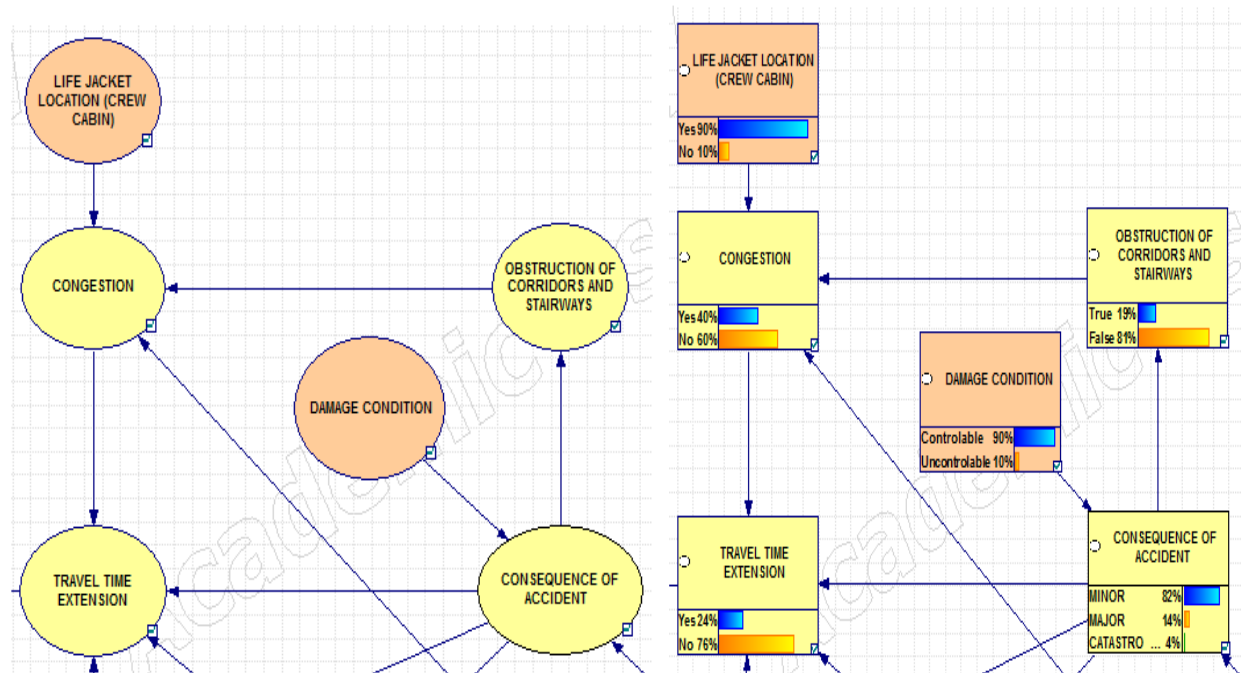 LIFE JACKET
LOCATION (CREW
CABIN)
CONGESTION
OBSTRUCTION OF
CORRIDORS AND
STAIRWAYS
DAMAGE CONDITION
TRAVEL TIME
EXTENSION
CONSEQUENCE OF
ACCIDENT
LIFE JACKET LOCATION
(CREW CABIN)
Yes 90%
No 10%
CONGESTION
Yes 40%
No 60%
OBSTRUCTION OF
CORRIDORS AND
STAIRWAYS
True 19%
False 81%
DAMAGE CONDITION
Controlable 90%
Uncontrolable 10%
TRAVEL TIME
EXTENSION
Yes 24%
No 76%
CONSEQUENCE OF
ACCIDENT
MINOR 82%
MAJOR 14%
CATASTRO ... 4%